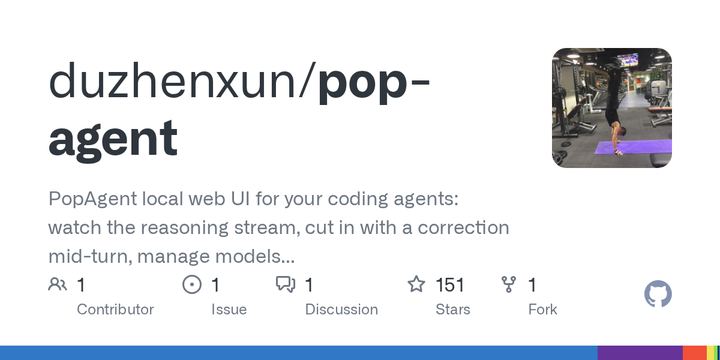 duzhenxun/pop-
agent
PopAgent local web UI for your coding agents:
watch the reasoning stream, cut in with a correction
mid-turn, manage models...
1 1 1 151 1
Contributor Issue Discussion Stars Fork